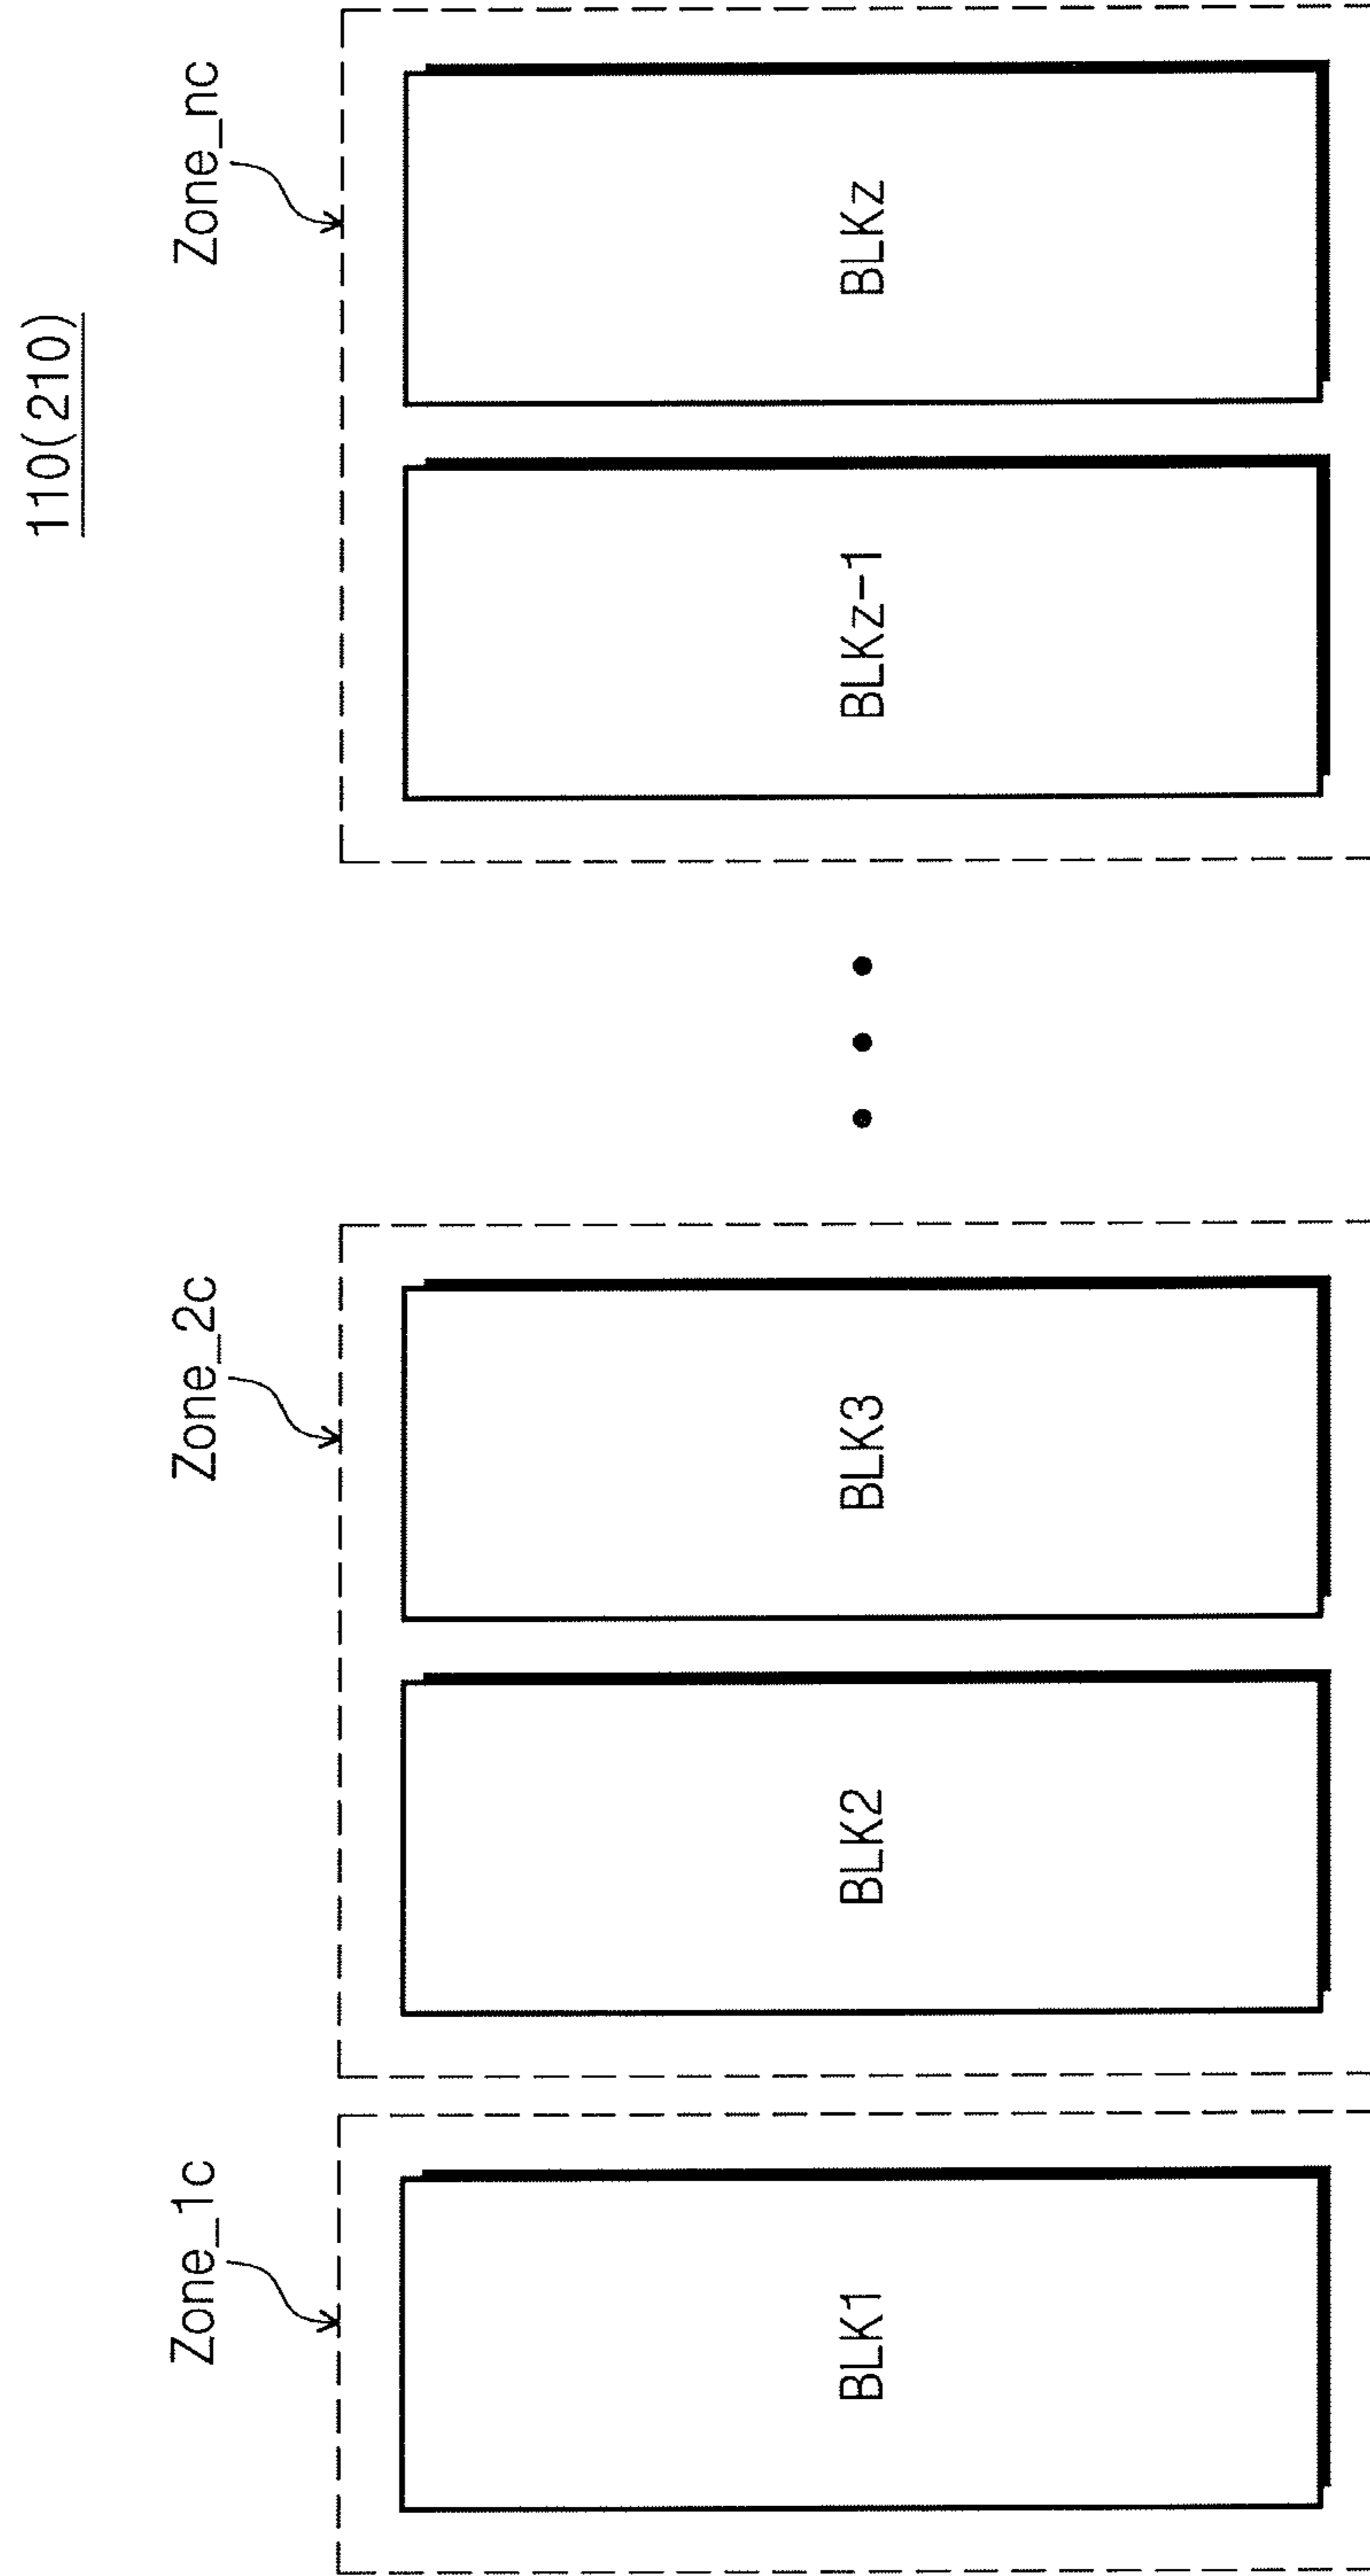 110(210)
Zone_1c
Zone_2c
Zone_nc
BLK1
BLK2
BLK3
BLKz-1
BLKz